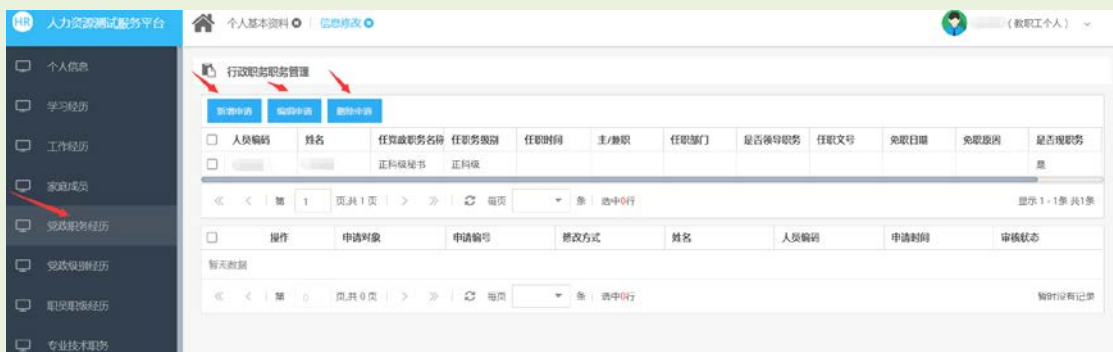 HR 人力资源测试服务平台 个人基本资料 信息修改 (教职工个人)
个人信息
行政职务职务管理
学习经历
新增申请 编辑申请 删除申请
工作经历
人员编码 姓名 任党政职务名称 任职务级别 任职时间 主/兼职 任职部门 是否领导职务 任职文号 免职日期 免职原因 是否现职务
正科级秘书 正科级 是
家庭成员
第 1 页,共 1 页 每页 条 选中0行 显示 1 - 1条 共1条
党政职务经历
操作 申请对象 申请编号 修改方式 姓名 人员编码 申请时间 审核状态
党政级别经历
暂无数据
职员职级经历
第 0 页,共 0 页 每页 条 选中0行 暂时没有记录
专业技术职务